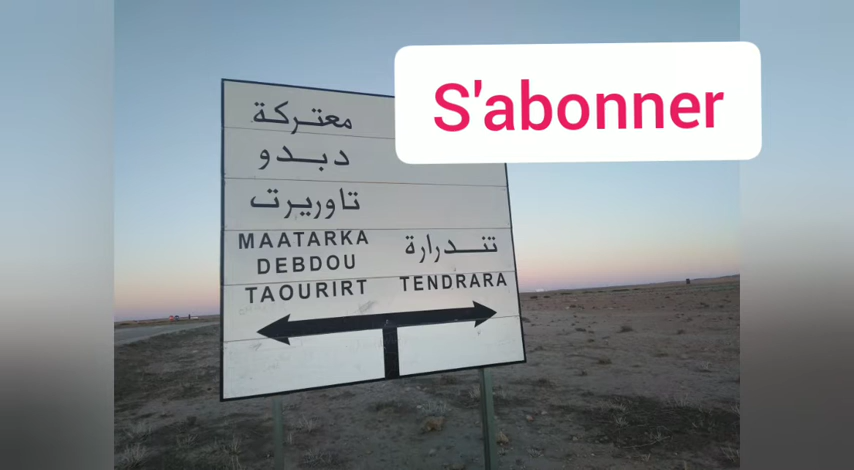 S'abonner
معتركة
دبدو
تاوريرت
MAATARKA
DEBDOU
TAOURIRT
تندرارة
TENDRARA